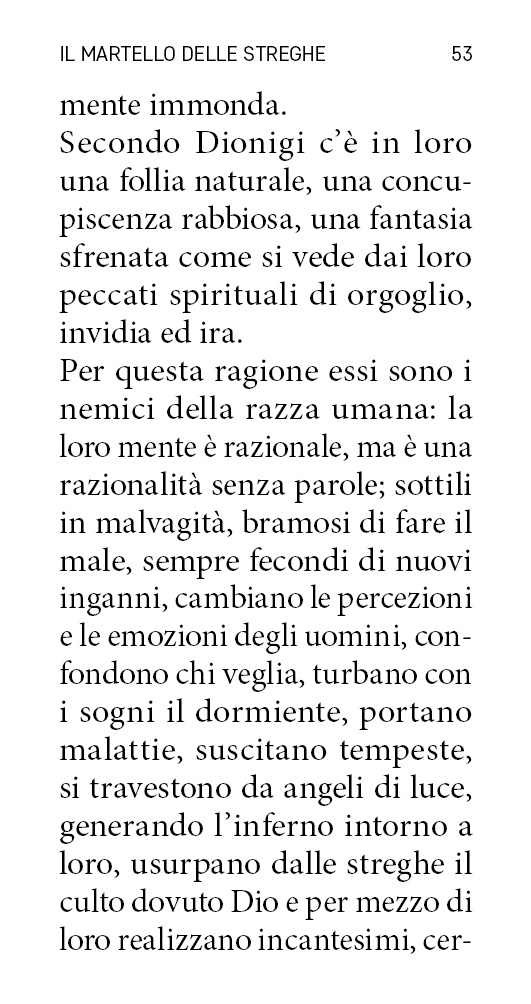 IL MARTELLO DELLE STREGHE 53
mente immonda.
Secondo Dionigi c’è in loro
una follia naturale, una concu-
piscenza rabbiosa, una fantasia
sfrenata come si vede dai loro
peccati spirituali di orgoglio,
invidia ed ira.
Per questa ragione essi sono i
nemici della razza umana: la
loro mente è razionale, ma è una
razionalità senza parole; sottili
in malvagità, bramosi di fare il
male, sempre fecondi di nuovi
inganni, cambiano le percezioni
e le emozioni degli uomini, con-
fondono chi veglia, turbano con
i sogni il dormiente, portano
malattie, suscitano tempeste,
si travestono da angeli di luce,
generando l’inferno intorno a
loro, usurpano dalle streghe il
culto dovuto Dio e per mezzo di
loro realizzano incantesimi, cer-